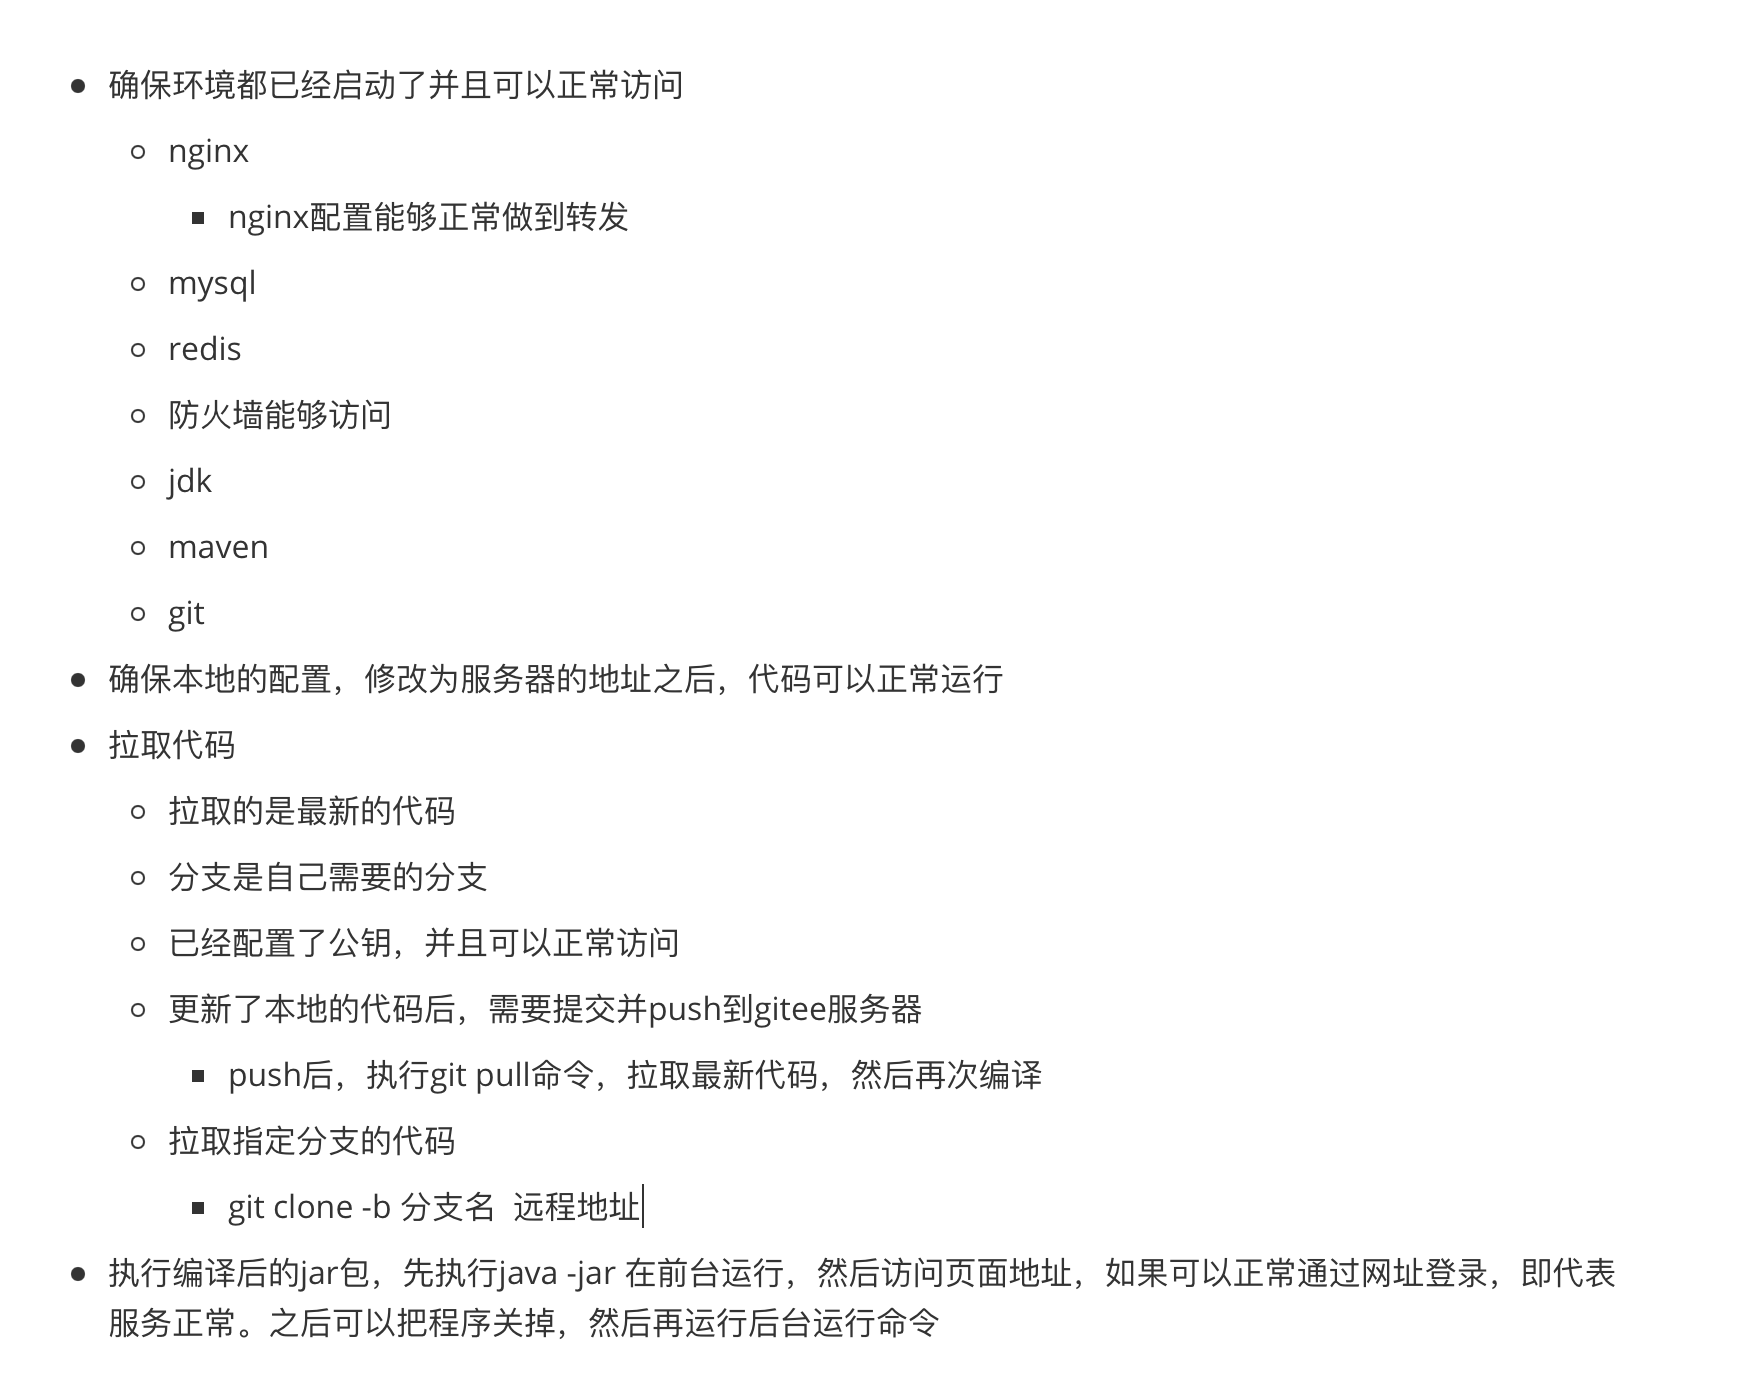 确保环境都已经启动了并且可以正常访问
nginx
nginx配置能够正常做到转发
mysql
redis
防火墙能够访问
jdk
maven
git
确保本地的配置，修改为服务器的地址之后，代码可以正常运行
拉取代码
拉取的是最新的代码
分支是自己需要的分支
已经配置了公钥，并且可以正常访问
更新了本地的代码后，需要提交并push到gitee服务器
push后，执行git pull命令，拉取最新代码，然后再次编译
拉取指定分支的代码
git clone -b 分支名  远程地址
执行编译后的jar包，先执行java -jar 在前台运行，然后访问页面地址，如果可以正常通过网址登录，即代表
服务正常。之后可以把程序关掉，然后再运行后台运行命令